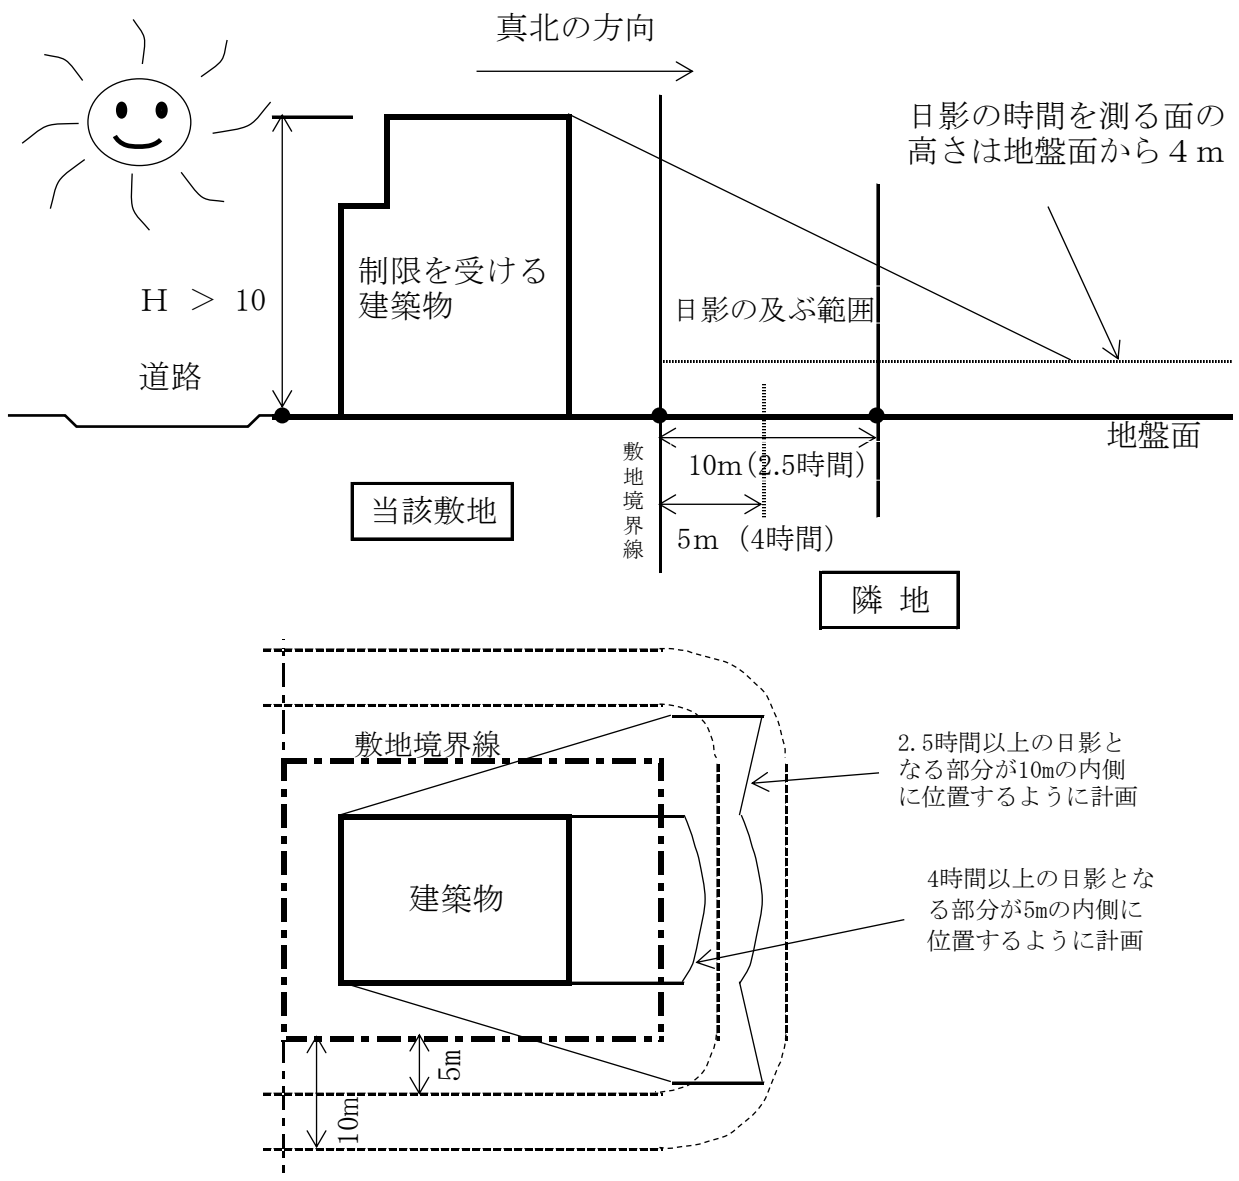 真北の方向
日影の時間を測る面の
高さは地盤面から4m
制限を受ける
建築物
H > 10
日影の及ぶ範囲
道路
地盤面
敷地境界線
10m(2.5時間)
当該敷地
5m (4時間)
隣 地
敷地境界線
2.5時間以上の日影と
なる部分が10mの内側
に位置するように計画
建築物
4時間以上の日影とな
る部分が5mの内側に
位置するように計画
5m
10m